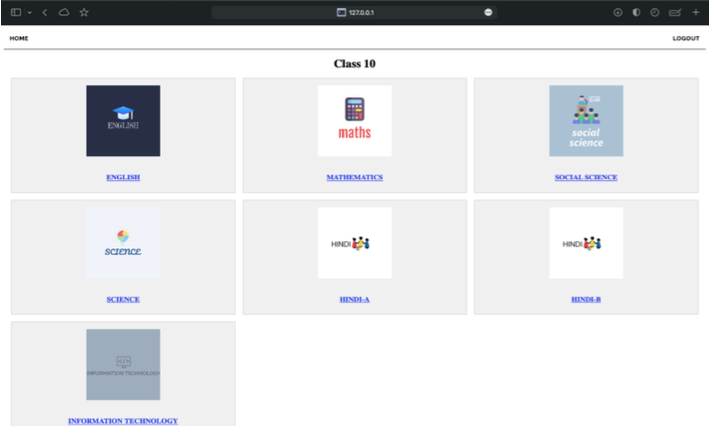 127.0.0.1
HOME
LOGOUT
Class 10
ENGLISH
maths
social
science
ENGLISH
MATHEMATICS
SOCIAL SCIENCE
SCIENCE
HINDI
HINDI
SCIENCE
HINDI-A
HINDI-B
INFORMATION TECHNOLOGY
INFORMATION TECHNOLOGY